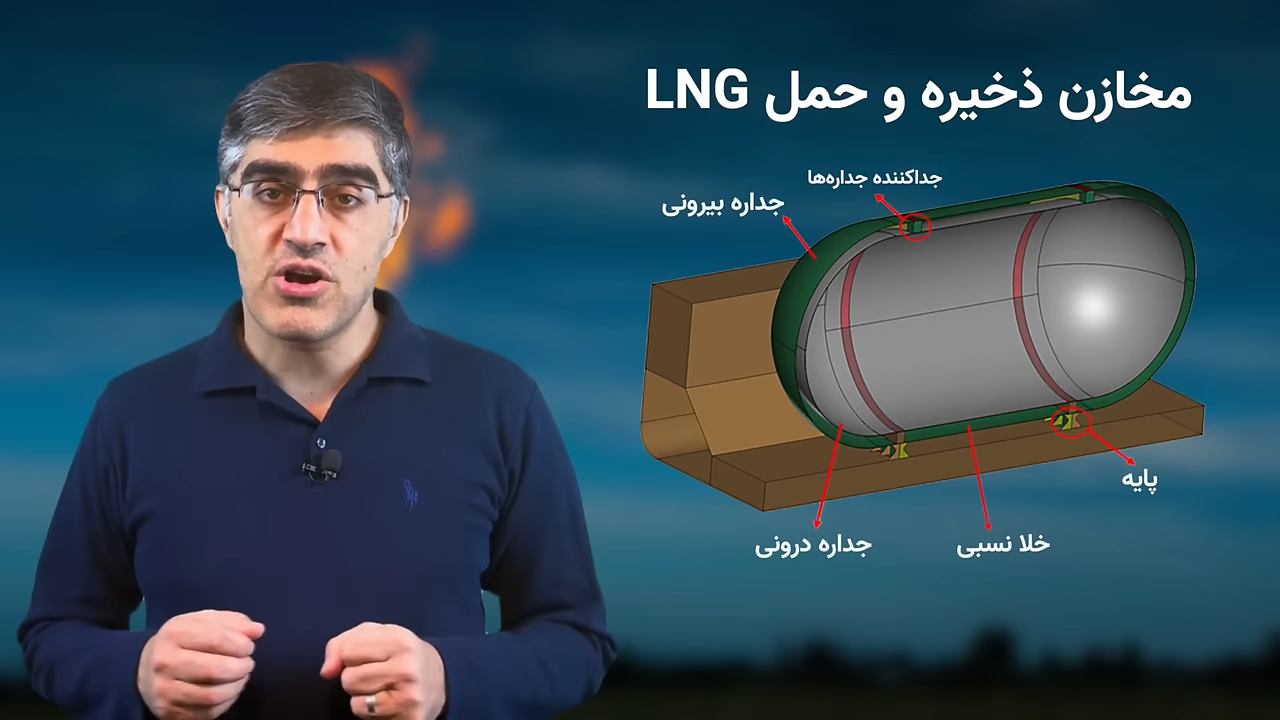 مخازن ذخیره و حمل LNG
جداکننده جداره‌ها
جداره بیرونی
پایه
خلا نسبی
جداره درونی